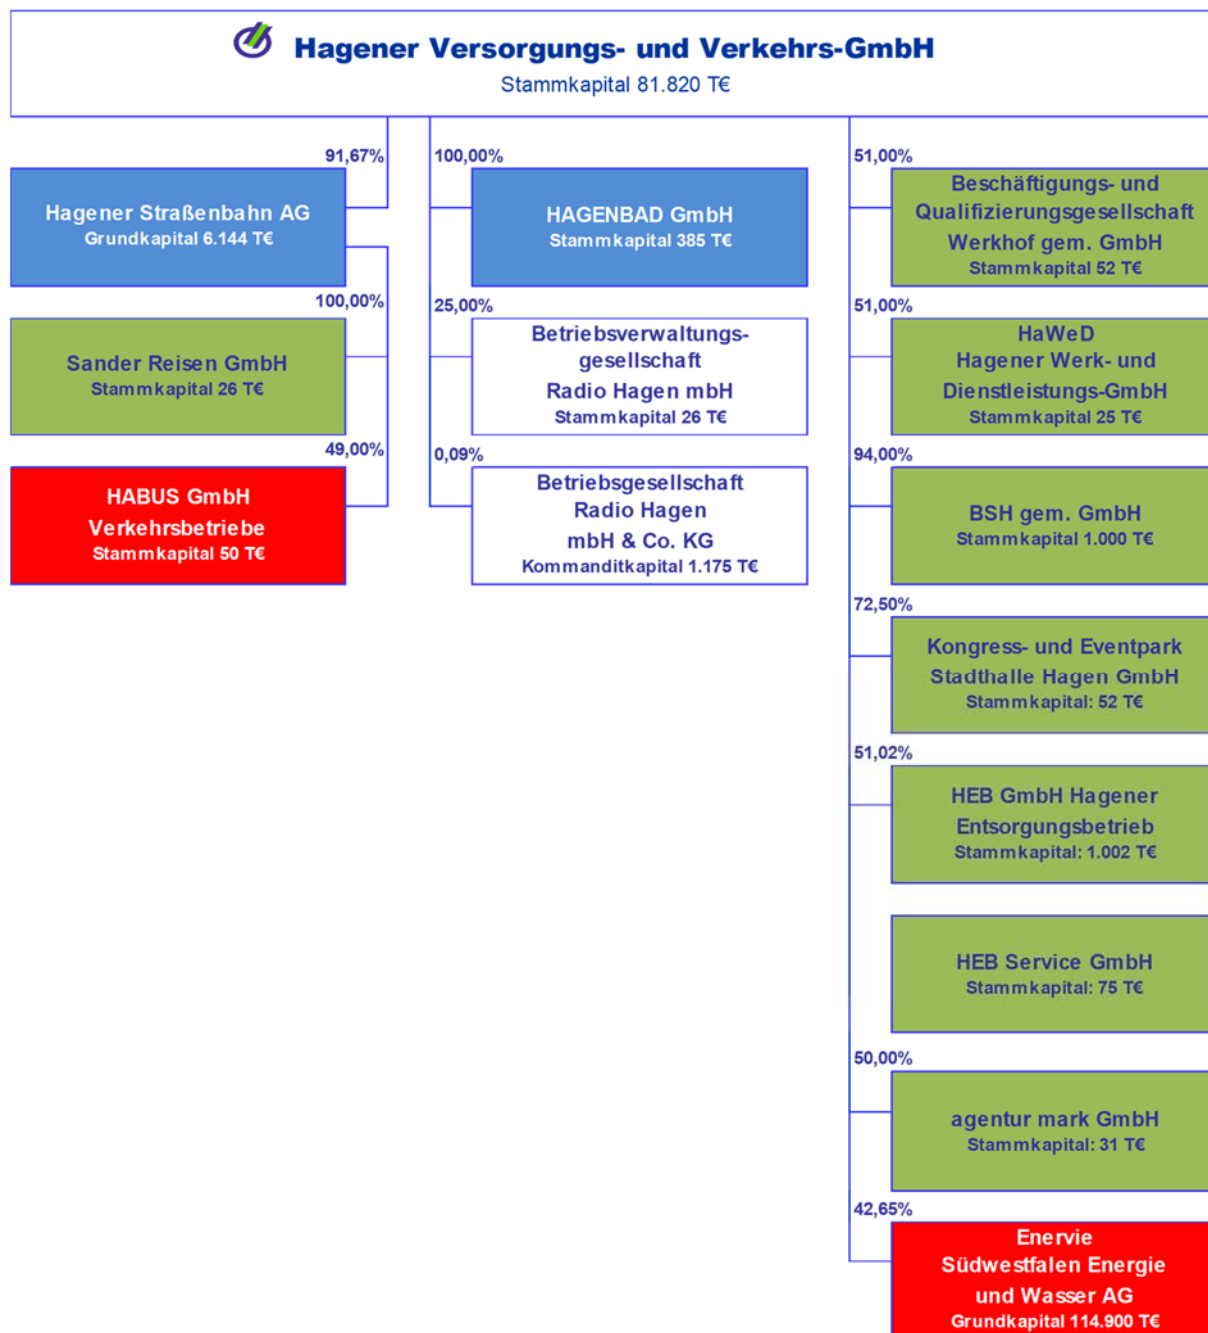 Hagener Versorgungs- und Verkehrs-GmbH
Stammkapital 81.820 T€
91,67%
Hagener Straßenbahn AG
Grundkapital 6.144 T€
100,00%
Sander Reisen GmbH
Stammkapital 26 T€
49,00%
HABUS GmbH
Verkehrsbetriebe
Stammkapital 50 T€
100,00%
HAGENBAD GmbH
Stammkapital 385 T€
25,00%
Betriebsverwaltungs-
gesellschaft
Radio Hagen mbH
Stammkapital 26 T€
0,09%
Betriebsgesellschaft
Radio Hagen
mbH & Co. KG
Kommanditkapital 1.175 T€
51,00%
Beschäftigungs- und
Qualifizierungsgesellschaft
Werkhof gem. GmbH
Stammkapital 52 T€
51,00%
HaWeD
Hagener Werk- und
Dienstleistungs-GmbH
Stammkapital 25 T€
94,00%
BSH gem. GmbH
Stammkapital 1.000 T€
72,50%
Kongress- und Eventpark
Stadthalle Hagen GmbH
Stammkapital: 52 T€
51,02%
HEB GmbH Hagener
Entsorgungsbetrieb
Stammkapital: 1.002 T€
HEB Service GmbH
Stammkapital: 75 T€
50,00%
agentur mark GmbH
Stammkapital: 31 T€
42,65%
Enervie
Südwestfalen Energie
und Wasser AG
Grundkapital 114.900 T€